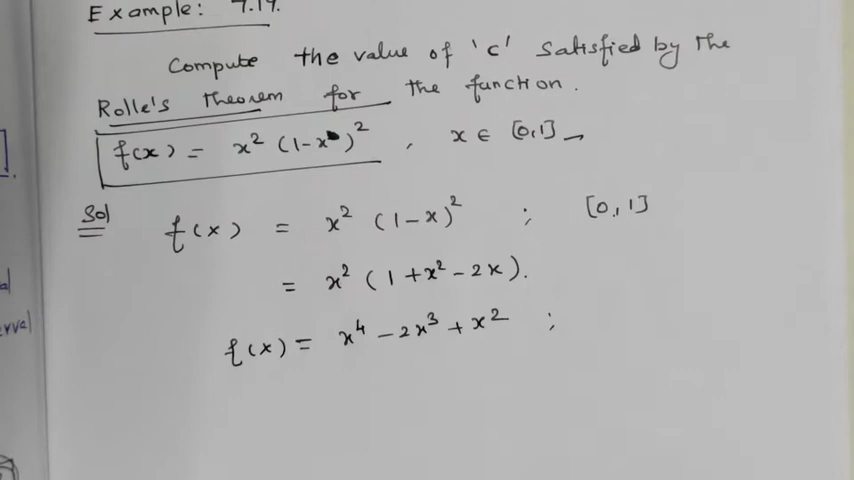 Example: 7.19.
Compute the value of 'c' satisfied by the
Rolle's theorem for the function.
f(x) = x² (1-x)², x ∈ [0,1]
Sol f(x) = x² (1-x)² ; [0, 1]
= x² (1+x²-2x).
f(x) = x⁴ - 2x³ + x² ;